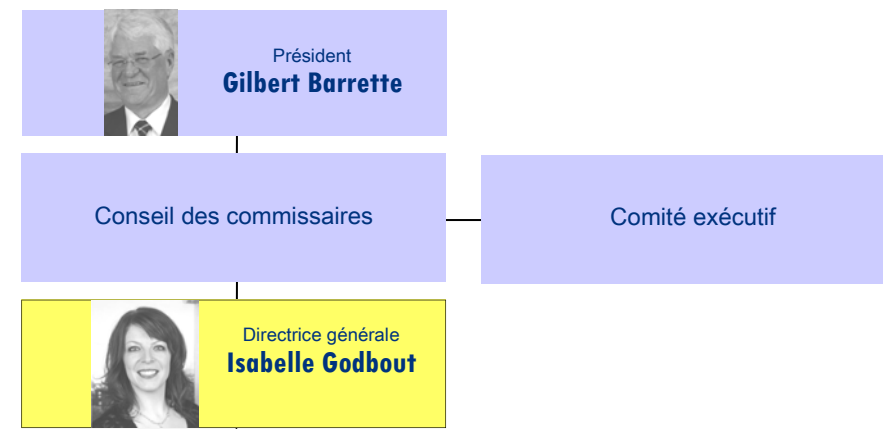 Président
Gilbert Barrette
Conseil des commissaires
Comité exécutif
Directrice générale
Isabelle Godbout